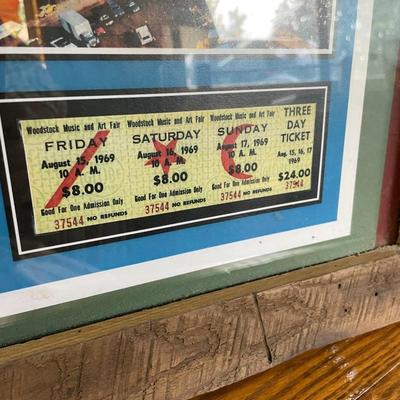 Woodstock Music and Art Fair
FRIDAY
August 15, 1969
10 A. M.
$8.00
Good For One Admission Only
37544 NO REFUNDS
Woodstock Music and Art Fair
SATURDAY
August 16, 1969
10 A. M.
$8.00
Good For One Admission Only
37544 NO REFUNDS
Woodstock Music and Art Fair
SUNDAY
August 17, 1969
10 A. M.
$8.00
Good For One Admission Only
37544 NO REFUNDS
THREE
DAY
TICKET
Aug. 15, 16, 17
1969
$24.00
37544